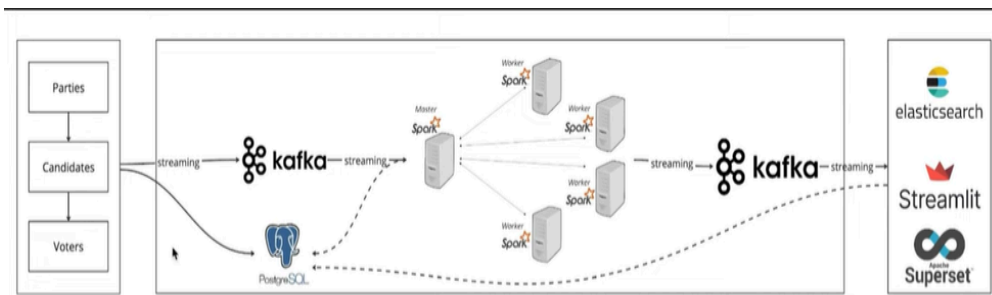 Parties
Candidates
Voters
streaming
kafka
streaming
PostgreSQL
Master
Spark
Worker
Spark
Worker
Spark
Worker
Spark
Worker
Spark
streaming
kafka
streaming
elasticsearch
Streamlit
Apache
Superset